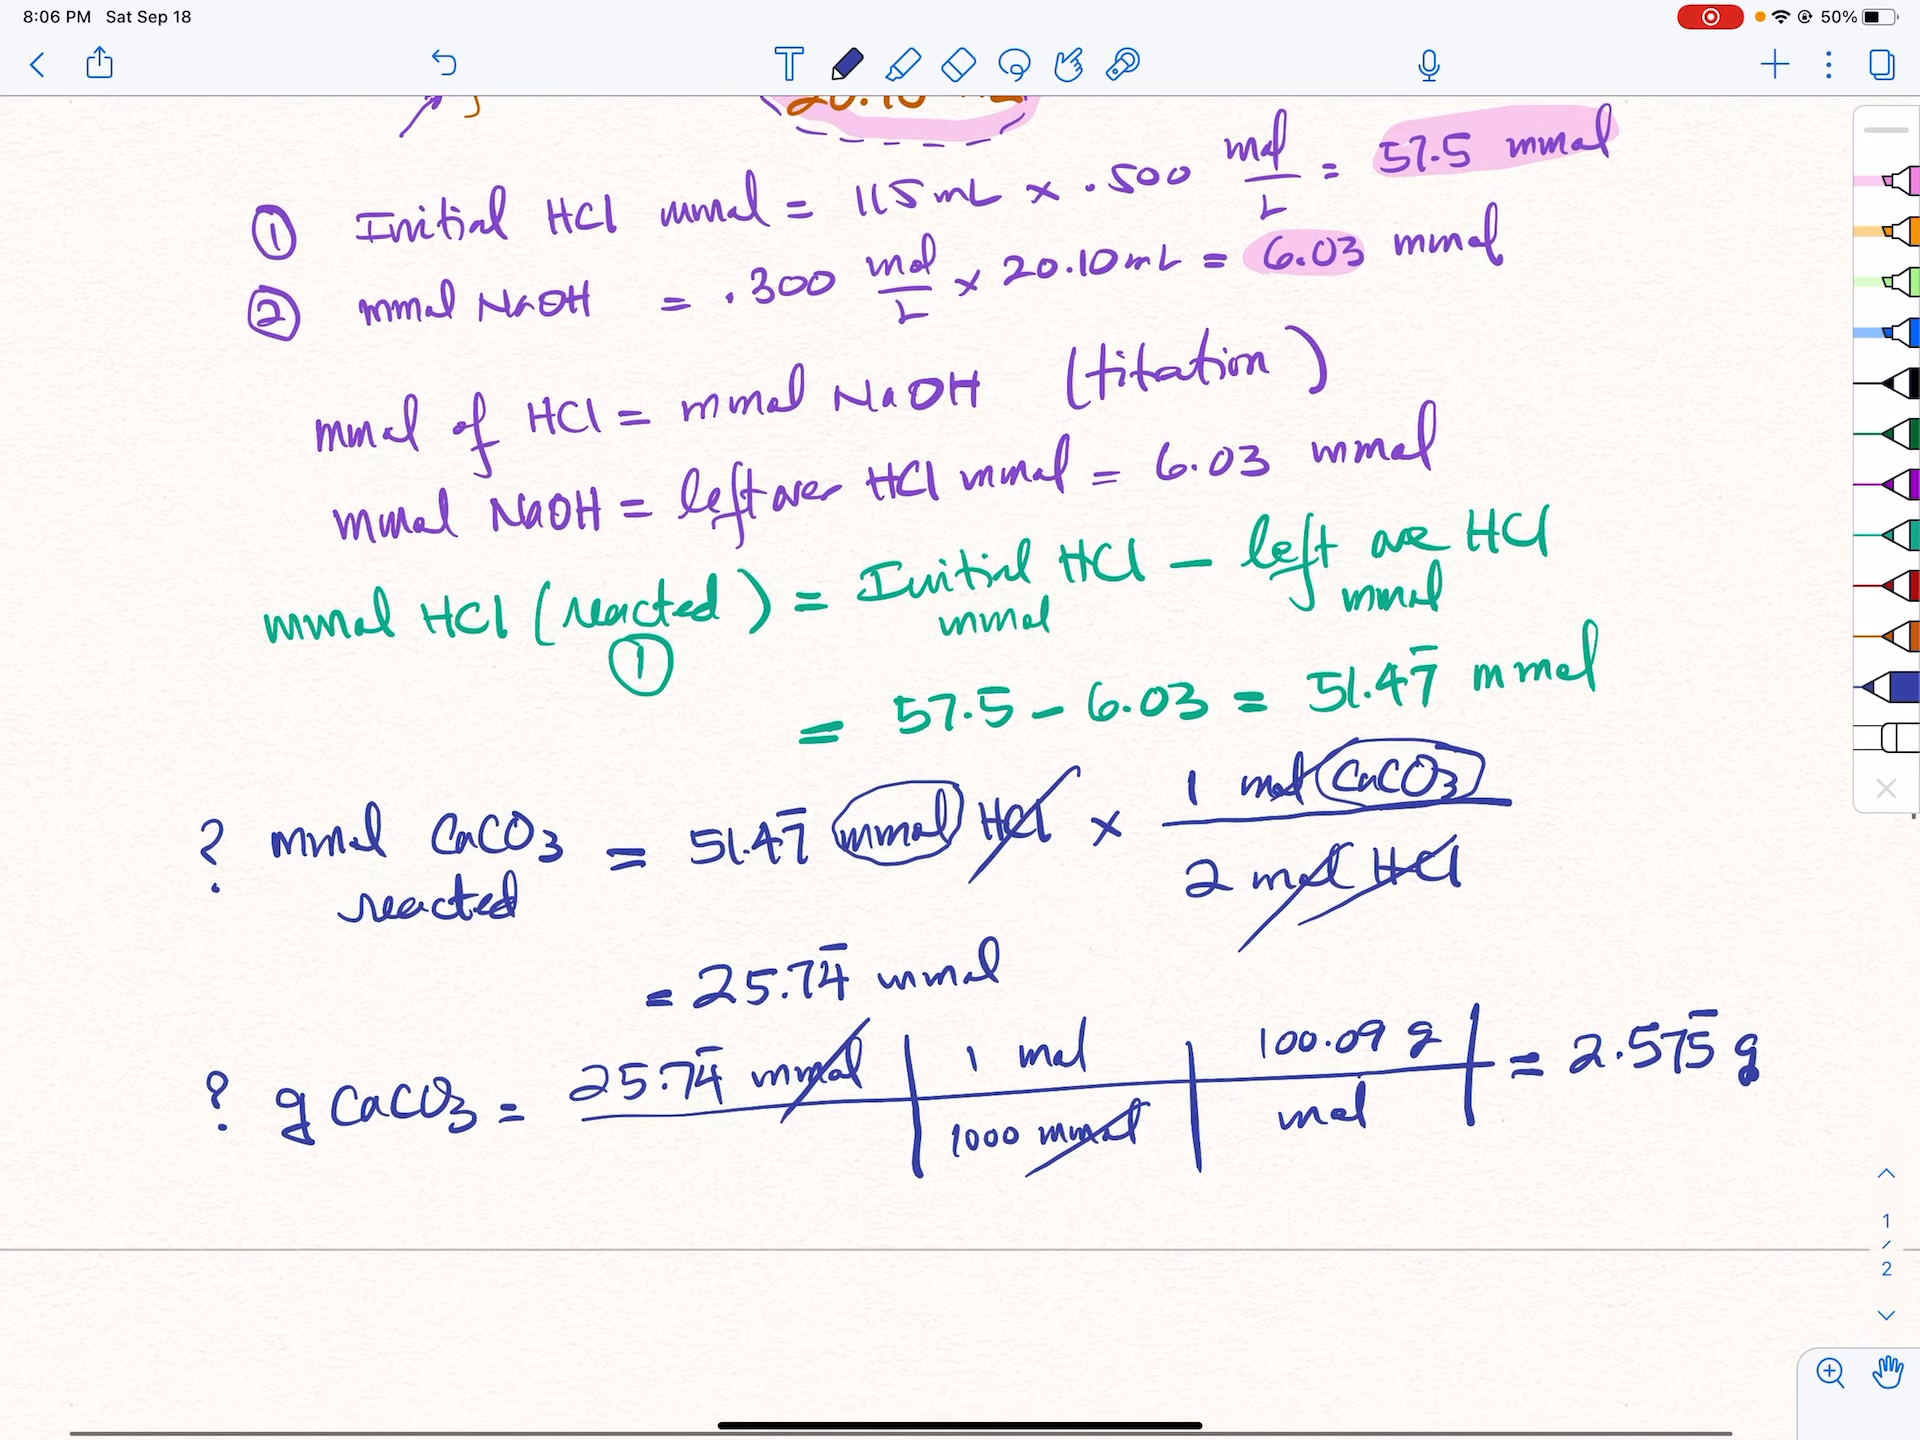 8:06 PM Sat Sep 18
50%
T
① Initial HCl mmol = 115 mL × .500 mol/L = 57.5 mmol
② mmol NaOH = .300 mol/L × 20.10 mL = 6.03 mmol
mmol of HCl = mmol NaOH (titration)
mmol NaOH = leftover HCl mmol = 6.03 mmol
mmol HCl (reacted) = Initial HCl mmol − left ove HCl mmol
①
= 57.5 − 6.03 = 51.47̅ mmol
? mmol CaCO3 reacted = 51.47̅ mmol HCl × 1 mol CaCO3 / 2 mol HCl
= 25.74̅ mmol
? g CaCO3 = 25.74̅ mmol | 1 mol / 1000 mmol | 100.09 g / mol | = 2.575̅ g
1 / 2